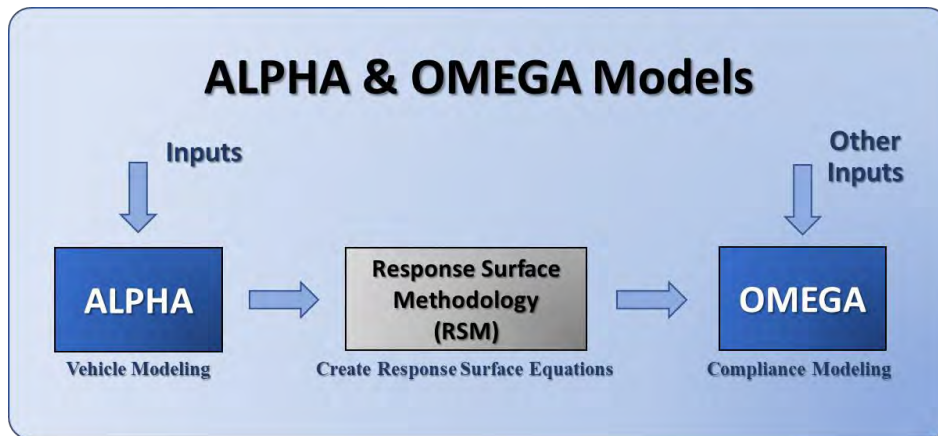 ALPHA & OMEGA Models
Inputs
Other
Inputs
ALPHA
Response Surface
Methodology
(RSM)
OMEGA
Vehicle Modeling
Create Response Surface Equations
Compliance Modeling